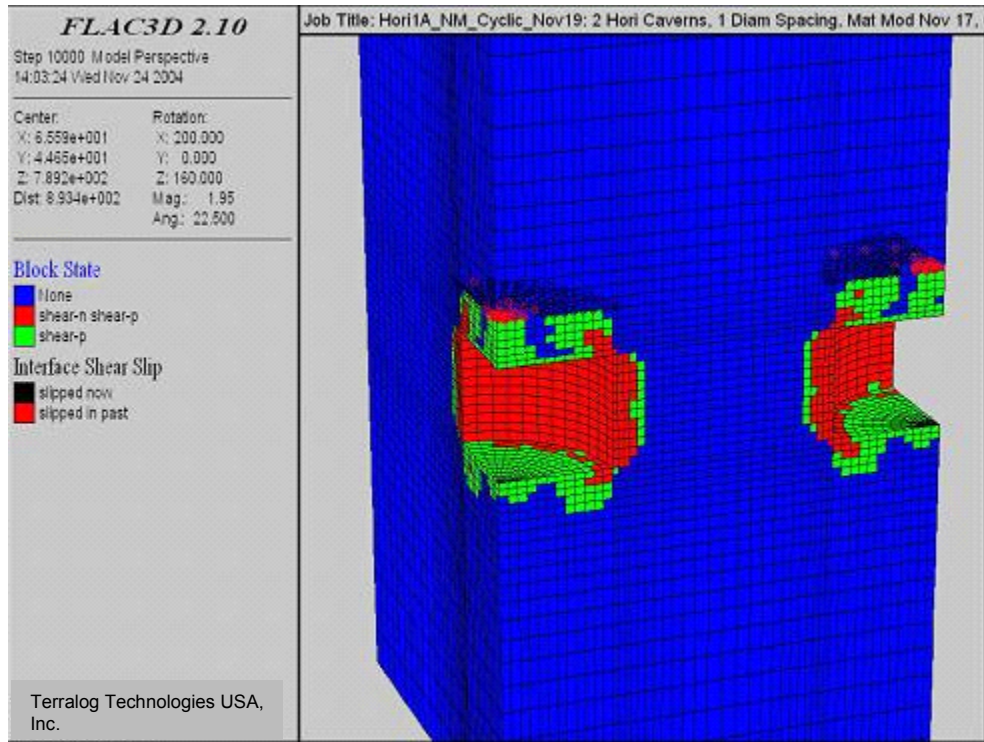 FLAC3D 2.10
Step 10000 Model Perspective
14:03:24 Wed Nov 24 2004
Center:
X: 6.559e+001
Y: 4.465e+001
Z: 7.892e+002
Dist: 8.934e+002
Rotation:
X: 200.000
Y: 0.000
Z: 160.000
Mag.: 1.95
Ang.: 22.500
Block State
None
shear-n shear-p
shear-p
Interface Shear Slip
slipped now
slipped in past
Terralog Technologies USA,
Inc.
Job Title: Hori1A_NM_Cyclic_Nov19: 2 Hori Caverns, 1 Diam Spacing, Mat Mod Nov 17,